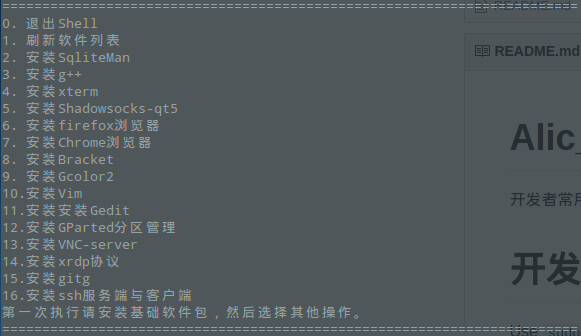 README.md
================================================================
0. 退出Shell
1. 刷新软件列表
2. 安装SqliteMan
3. 安装g++
4. 安装xterm
5. 安装Shadowsocks-qt5
6. 安装firefox浏览器
7. 安装Chrome浏览器
8. 安装Bracket
9. 安装Gcolor2
10.安装Vim
11.安装安装Gedit
12.安装GParted分区管理
13.安装VNC-server
14.安装xrdp协议
15.安装gitg
16.安装ssh服务端与客户端
第一次执行请安装基础软件包，然后选择其他操作。
================================================================
README.md
Alic_
开发者常用
开发
Use